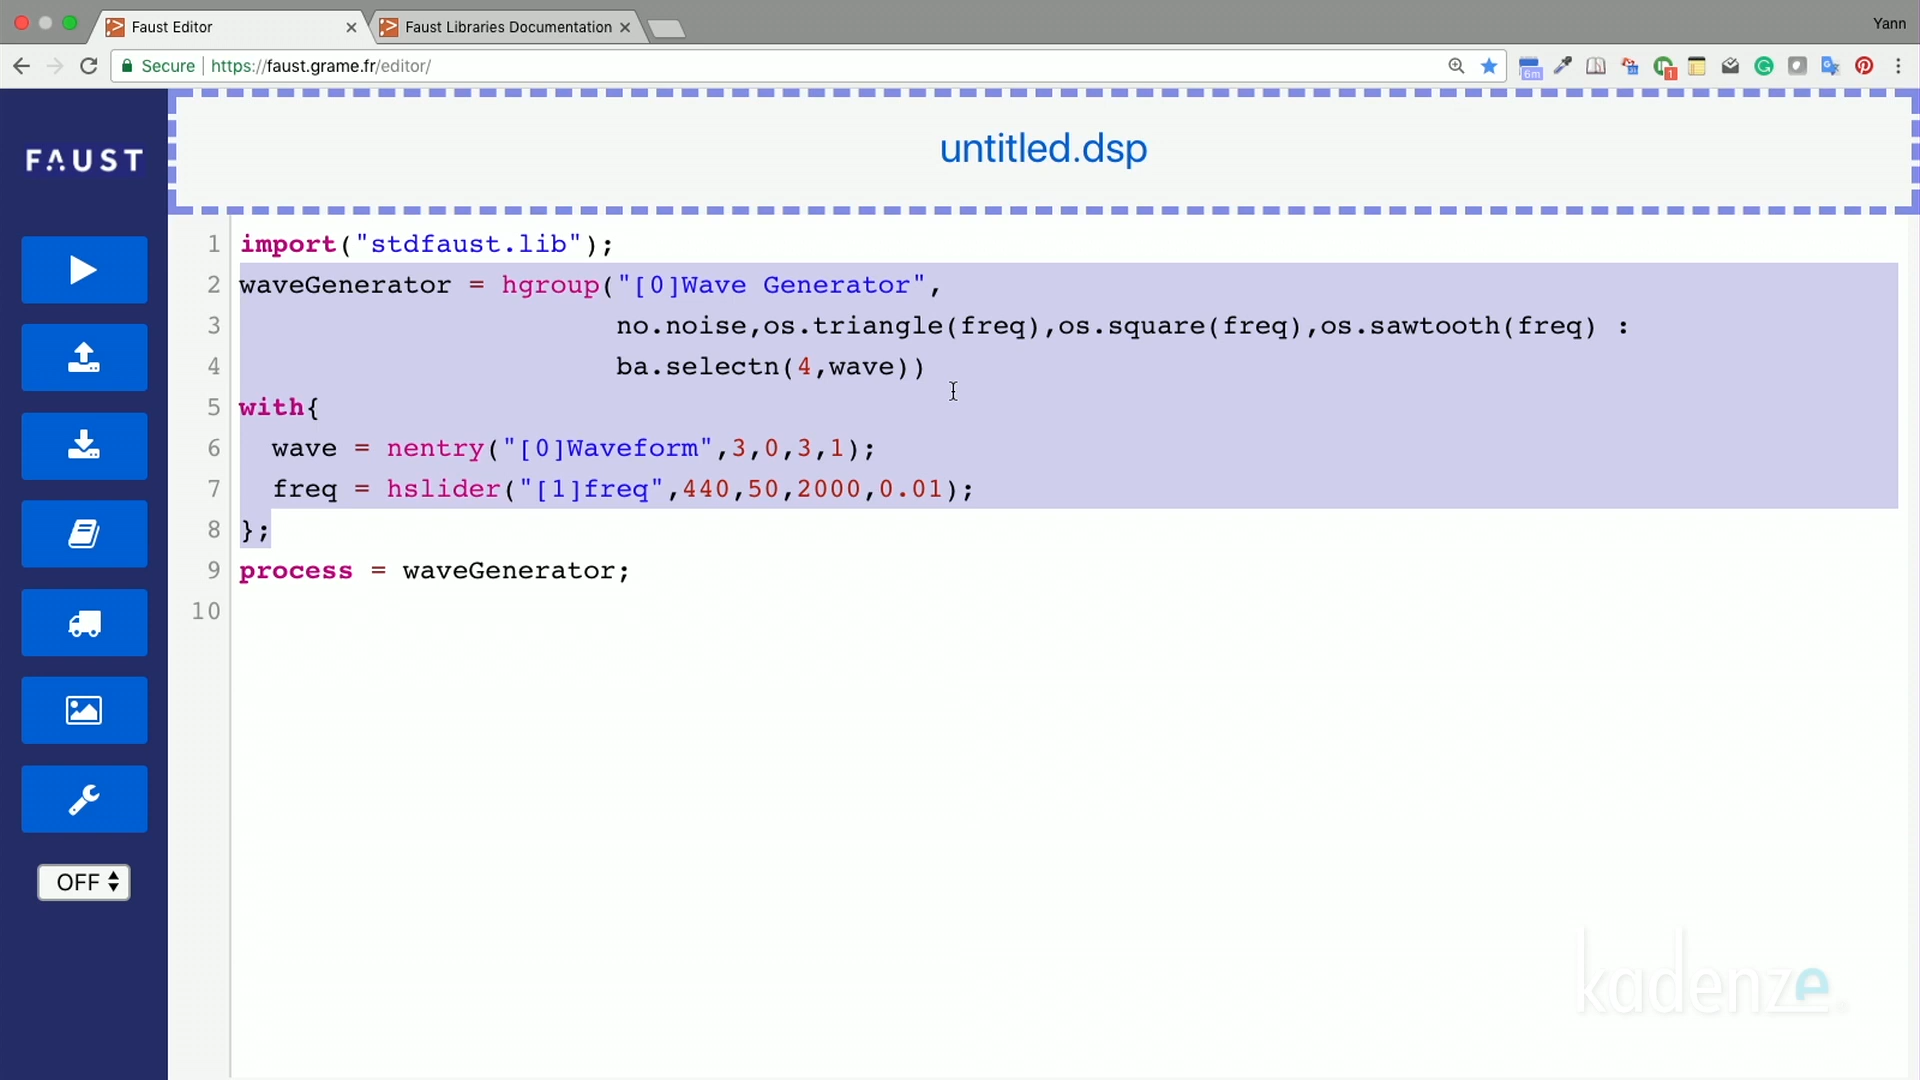 Faust Editor
Faust Libraries Documentation
Yann
Secure
https://faust.grame.fr/editor/
6m
1
FAUST
untitled.dsp
1 import("stdfaust.lib");
2 waveGenerator = hgroup("[0]Wave Generator",
3 no.noise,os.triangle(freq),os.square(freq),os.sawtooth(freq) :
4 ba.selectn(4,wave))
5 with{
6 wave = nentry("[0]Waveform",3,0,3,1);
7 freq = hslider("[1]freq",440,50,2000,0.01);
8 };
9 process = waveGenerator;
10
OFF
kadenze